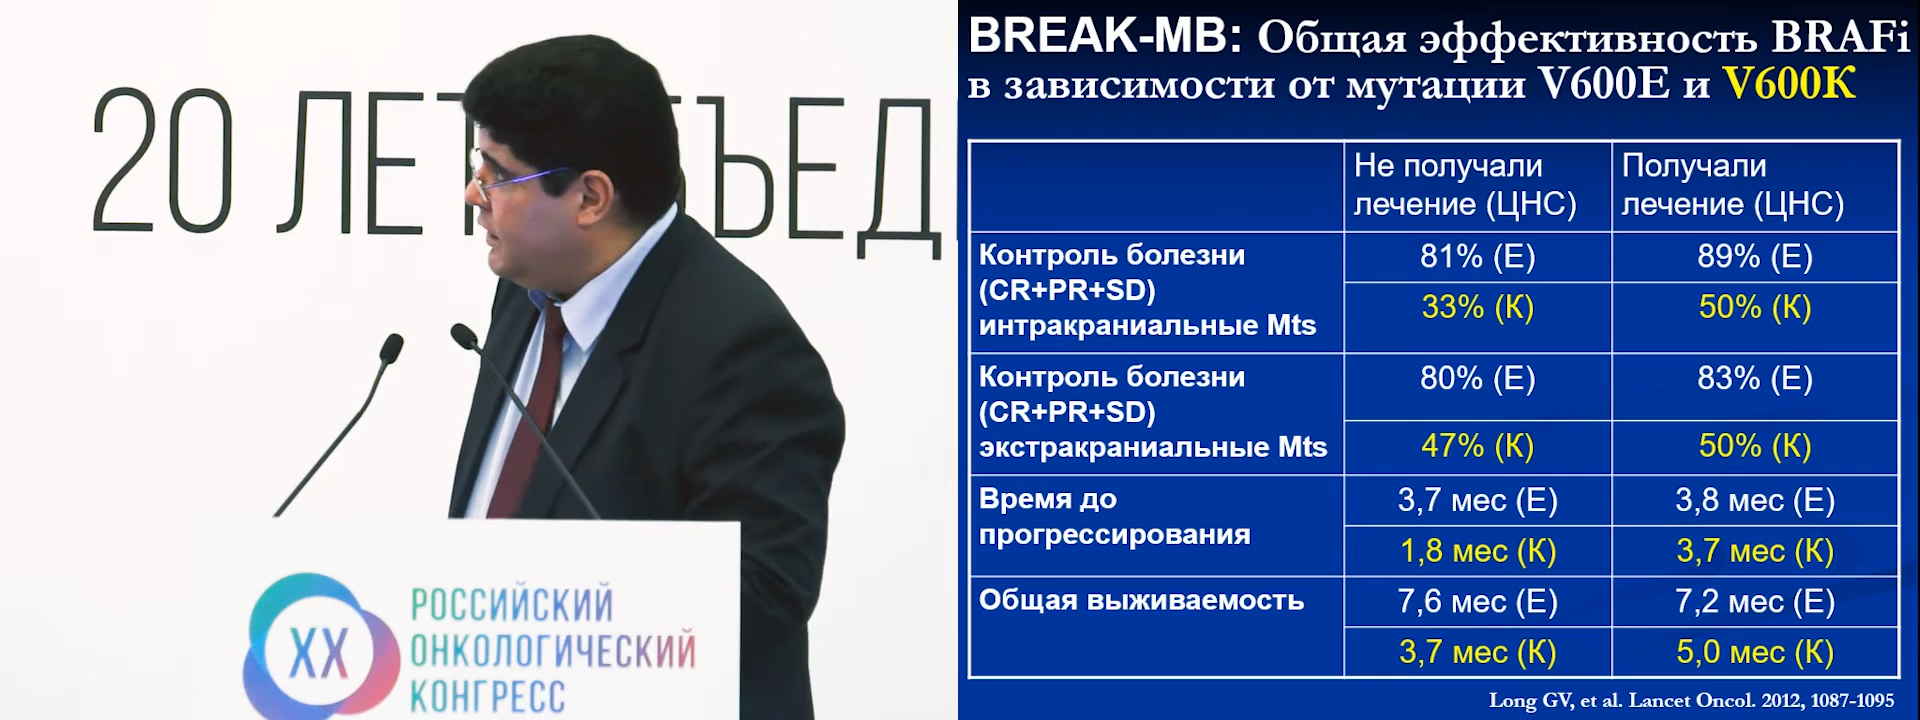 20 ЛЕТ ЪЕД
XX
РОССИЙСКИЙ
ОНКОЛОГИЧЕСКИЙ
КОНГРЕСС
BREAK-MB: Общая эффективность BRAFi
в зависимости от мутации V600E и V600K
Не получали
лечение (ЦНС)
Получали
лечение (ЦНС)
Контроль болезни
(CR+PR+SD)
интракраниальные Mts
81% (E)
89% (E)
33% (К)
50% (К)
Контроль болезни
(CR+PR+SD)
экстракраниальные Mts
80% (E)
83% (E)
47% (К)
50% (К)
Время до
прогрессирования
3,7 мес (E)
3,8 мес (E)
1,8 мес (К)
3,7 мес (К)
Общая выживаемость
7,6 мес (E)
7,2 мес (E)
3,7 мес (К)
5,0 мес (К)
Long GV, et al. Lancet Oncol. 2012, 1087-1095